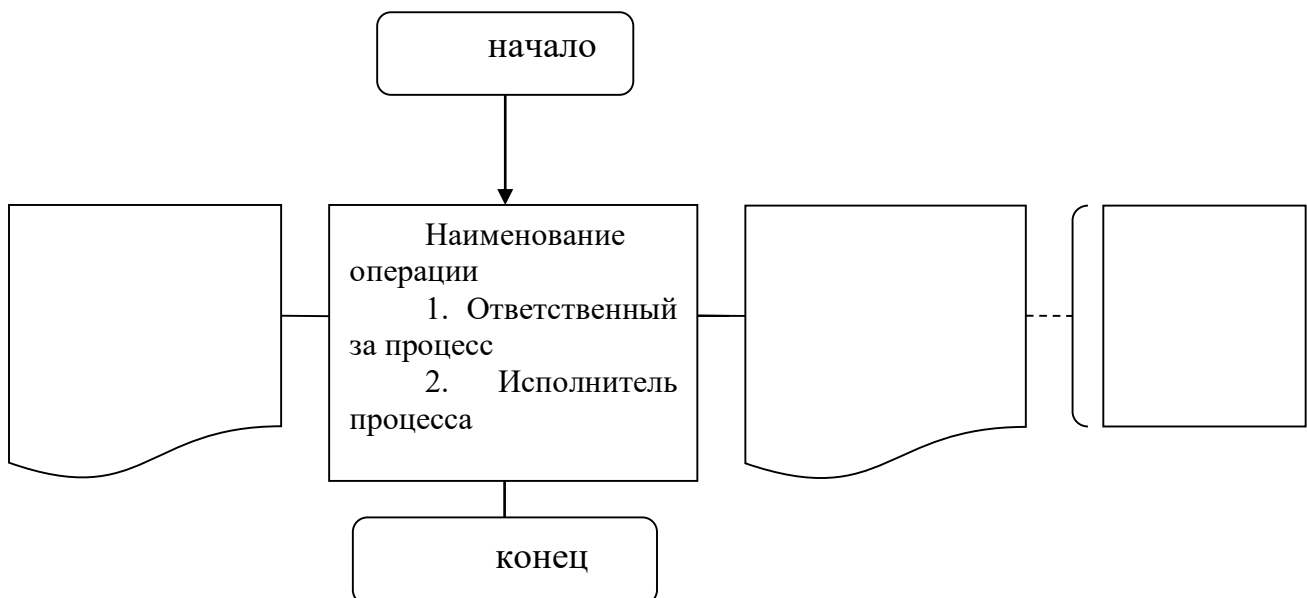 начало
Наименование
операции
1. Ответственный
за процесс
2. Исполнитель
процесса
конец